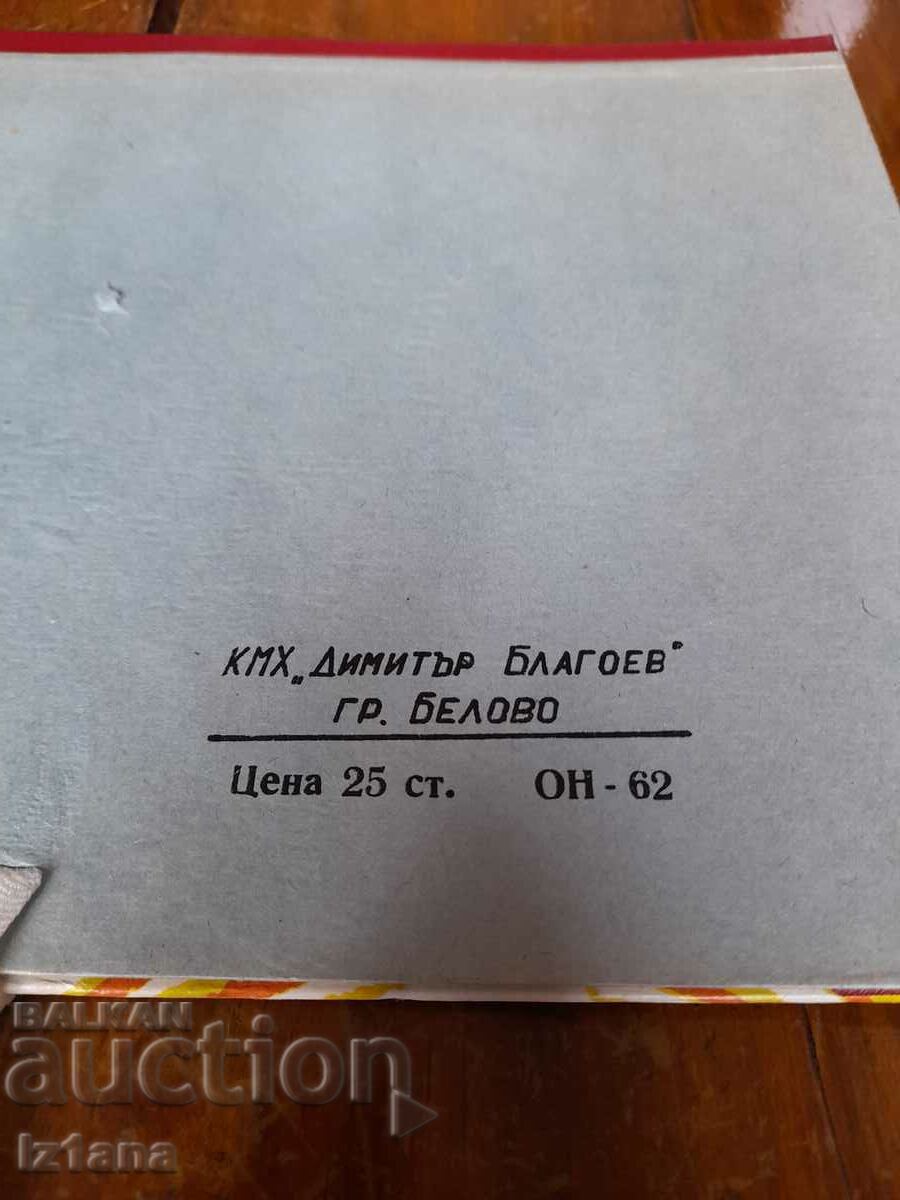 КМХ „Димитър Благоев"
гр. Белово
Цена 25 ст. ОН - 62
BALKAN
auction
Iz1ana